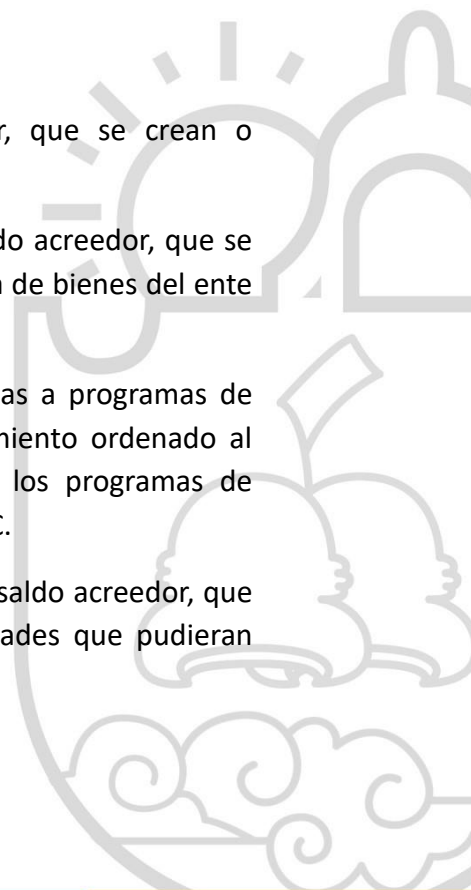 r, que se crean o
do acreedor, que se
de bienes del ente
as a programas de
miento ordenado al
los programas de
saldo acreedor, que
ades que pudieran